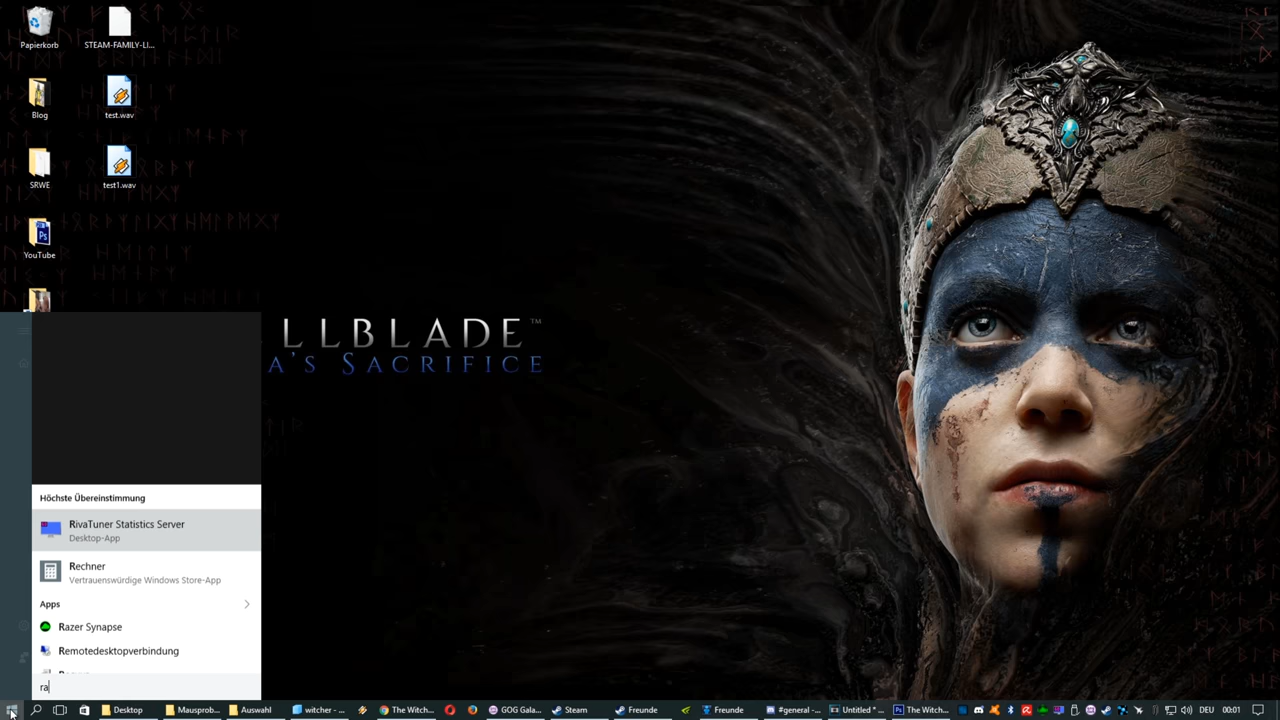 Papierkorb
STEAM-FAMILY-LI...
Blog
test.wav
SRWE
test1.wav
YouTube
LLBLADE™
A'S SACRIFICE
Höchste Übereinstimmung
RivaTuner Statistics Server
Desktop-App
Rechner
Vertrauenswürdige Windows Store-App
Apps
Razer Synapse
Remotedesktopverbindung
ra
Desktop
Mausprob...
Auswahl
witcher - ...
The Witch...
GOG Gala...
Steam
Freunde
Freunde
#general - ...
Untitled * ...
The Witch...
DEU
00:01